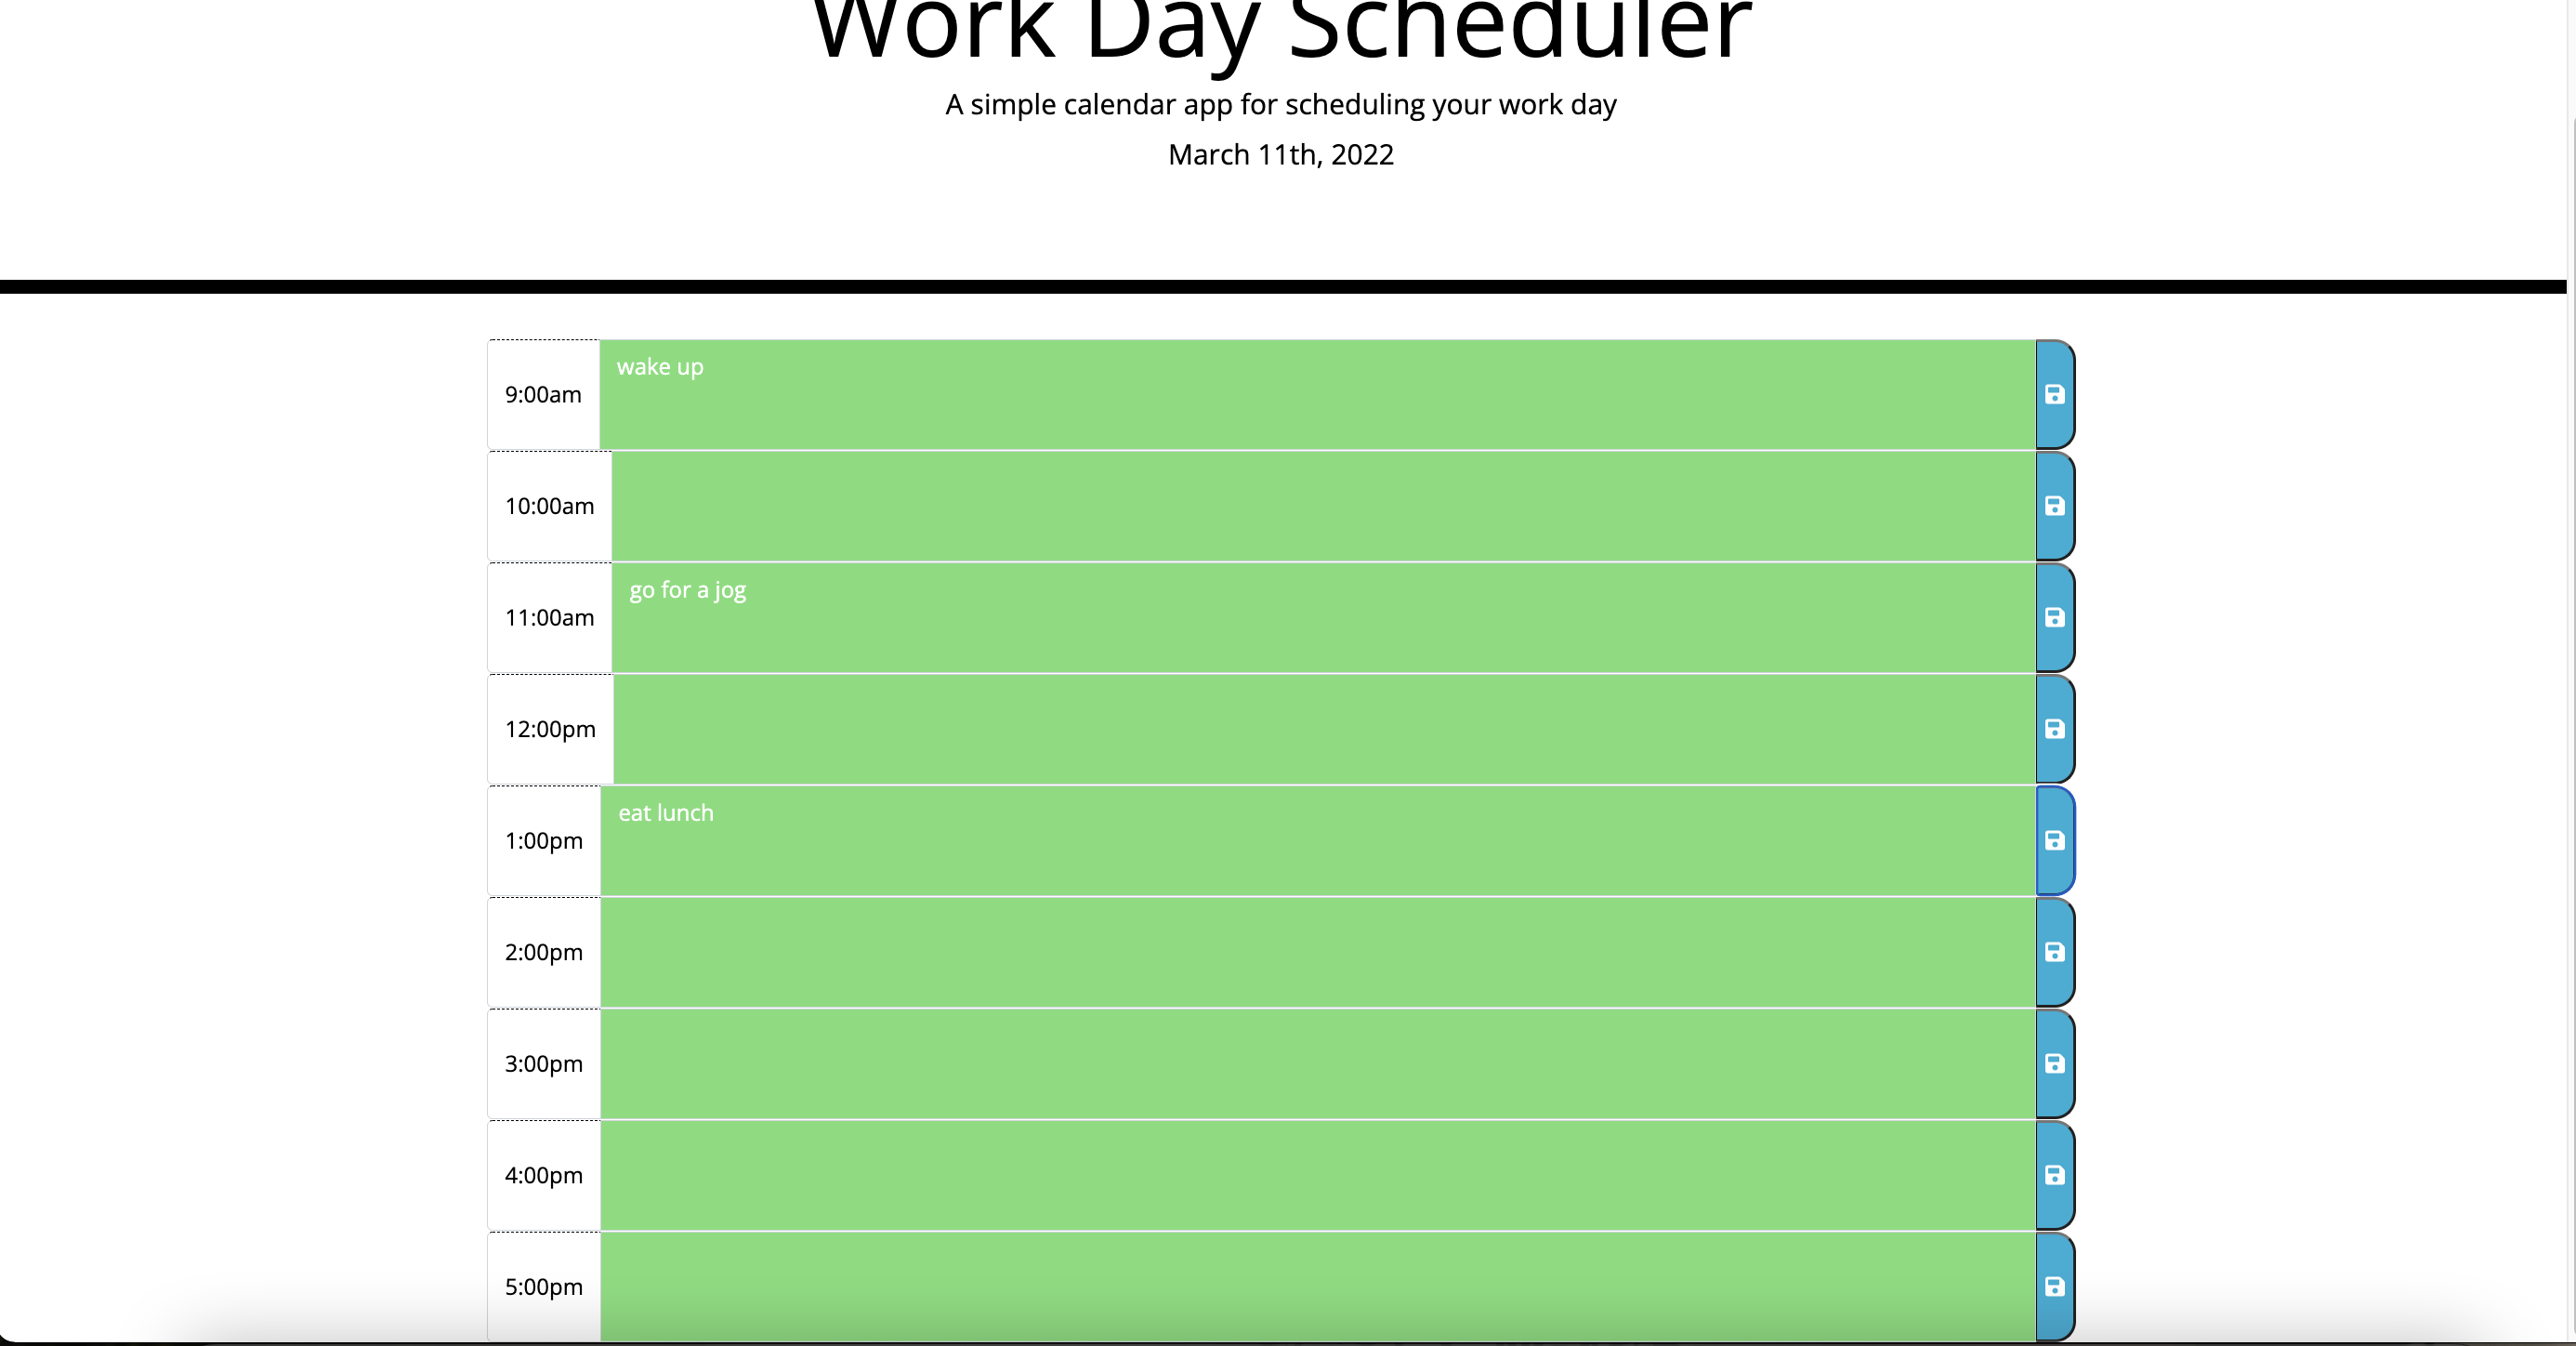 Work Day Scheduler
A simple calendar app for scheduling your work day
March 11th, 2022
9:00am wake up
10:00am
11:00am go for a jog
12:00pm
1:00pm eat lunch
2:00pm
3:00pm
4:00pm
5:00pm